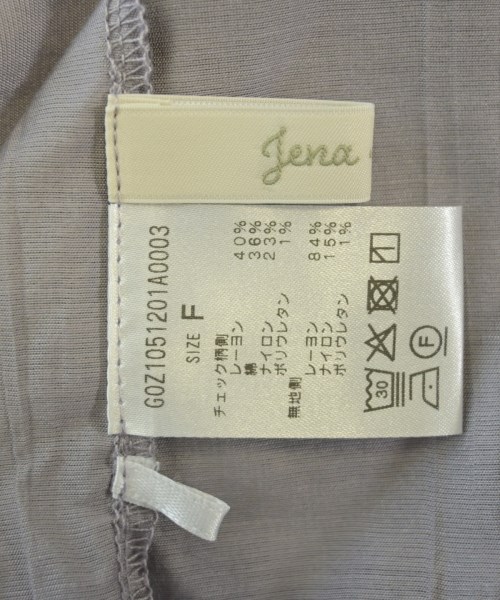 Jena
G0Z1051201A0003
SIZE F
チェック柄側
レーヨン 40%
綿 36%
ナイロン 23%
ポリウレタン 1%
無地側
レーヨン 84%
ナイロン 15%
ポリウレタン 1%
30
F